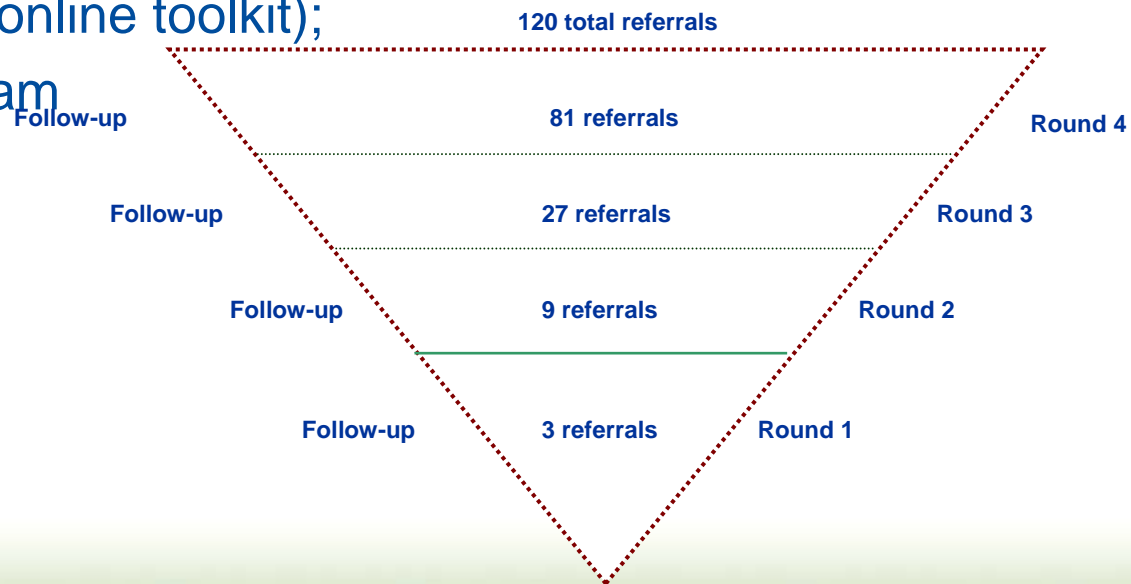 online toolkit);
120 total referrals
am
Follow-up 81 referrals Round 4
Follow-up 27 referrals Round 3
Follow-up 9 referrals Round 2
Follow-up 3 referrals Round 1